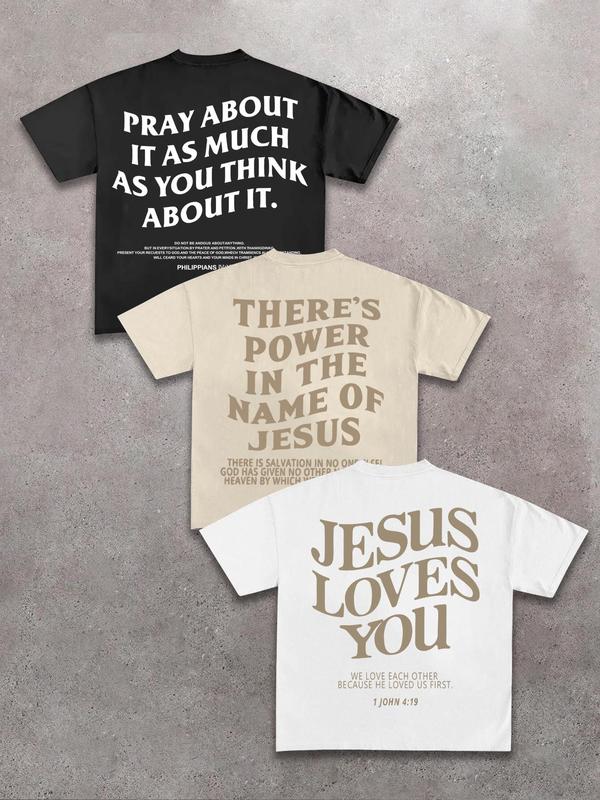 PRAY ABOUT
IT AS MUCH
AS YOU THINK
ABOUT IT.
DO NOT BE ANXIOUS ABOUT ANYTHING,
BUT IN EVERY SITUATION BY PRAYER AND PETITION, WITH THANKSGIVING,
PRESENT YOUR REQUESTS TO GOD AND THE PEACE OF GOD, WHICH
WILL HEARTS AND YOUR MINDS IN CHRIST
PHILIPPIANS
THERE'S
POWER
IN THE
NAME OF
JESUS
THERE IS SALVATION IN NO ONE ELSE!
GOD HAS GIVEN NO OTHER
HEAVEN BY WHICH
JESUS
LOVES
YOU
WE LOVE EACH OTHER
BECAUSE HE LOVED US FIRST.
1 JOHN 4:19